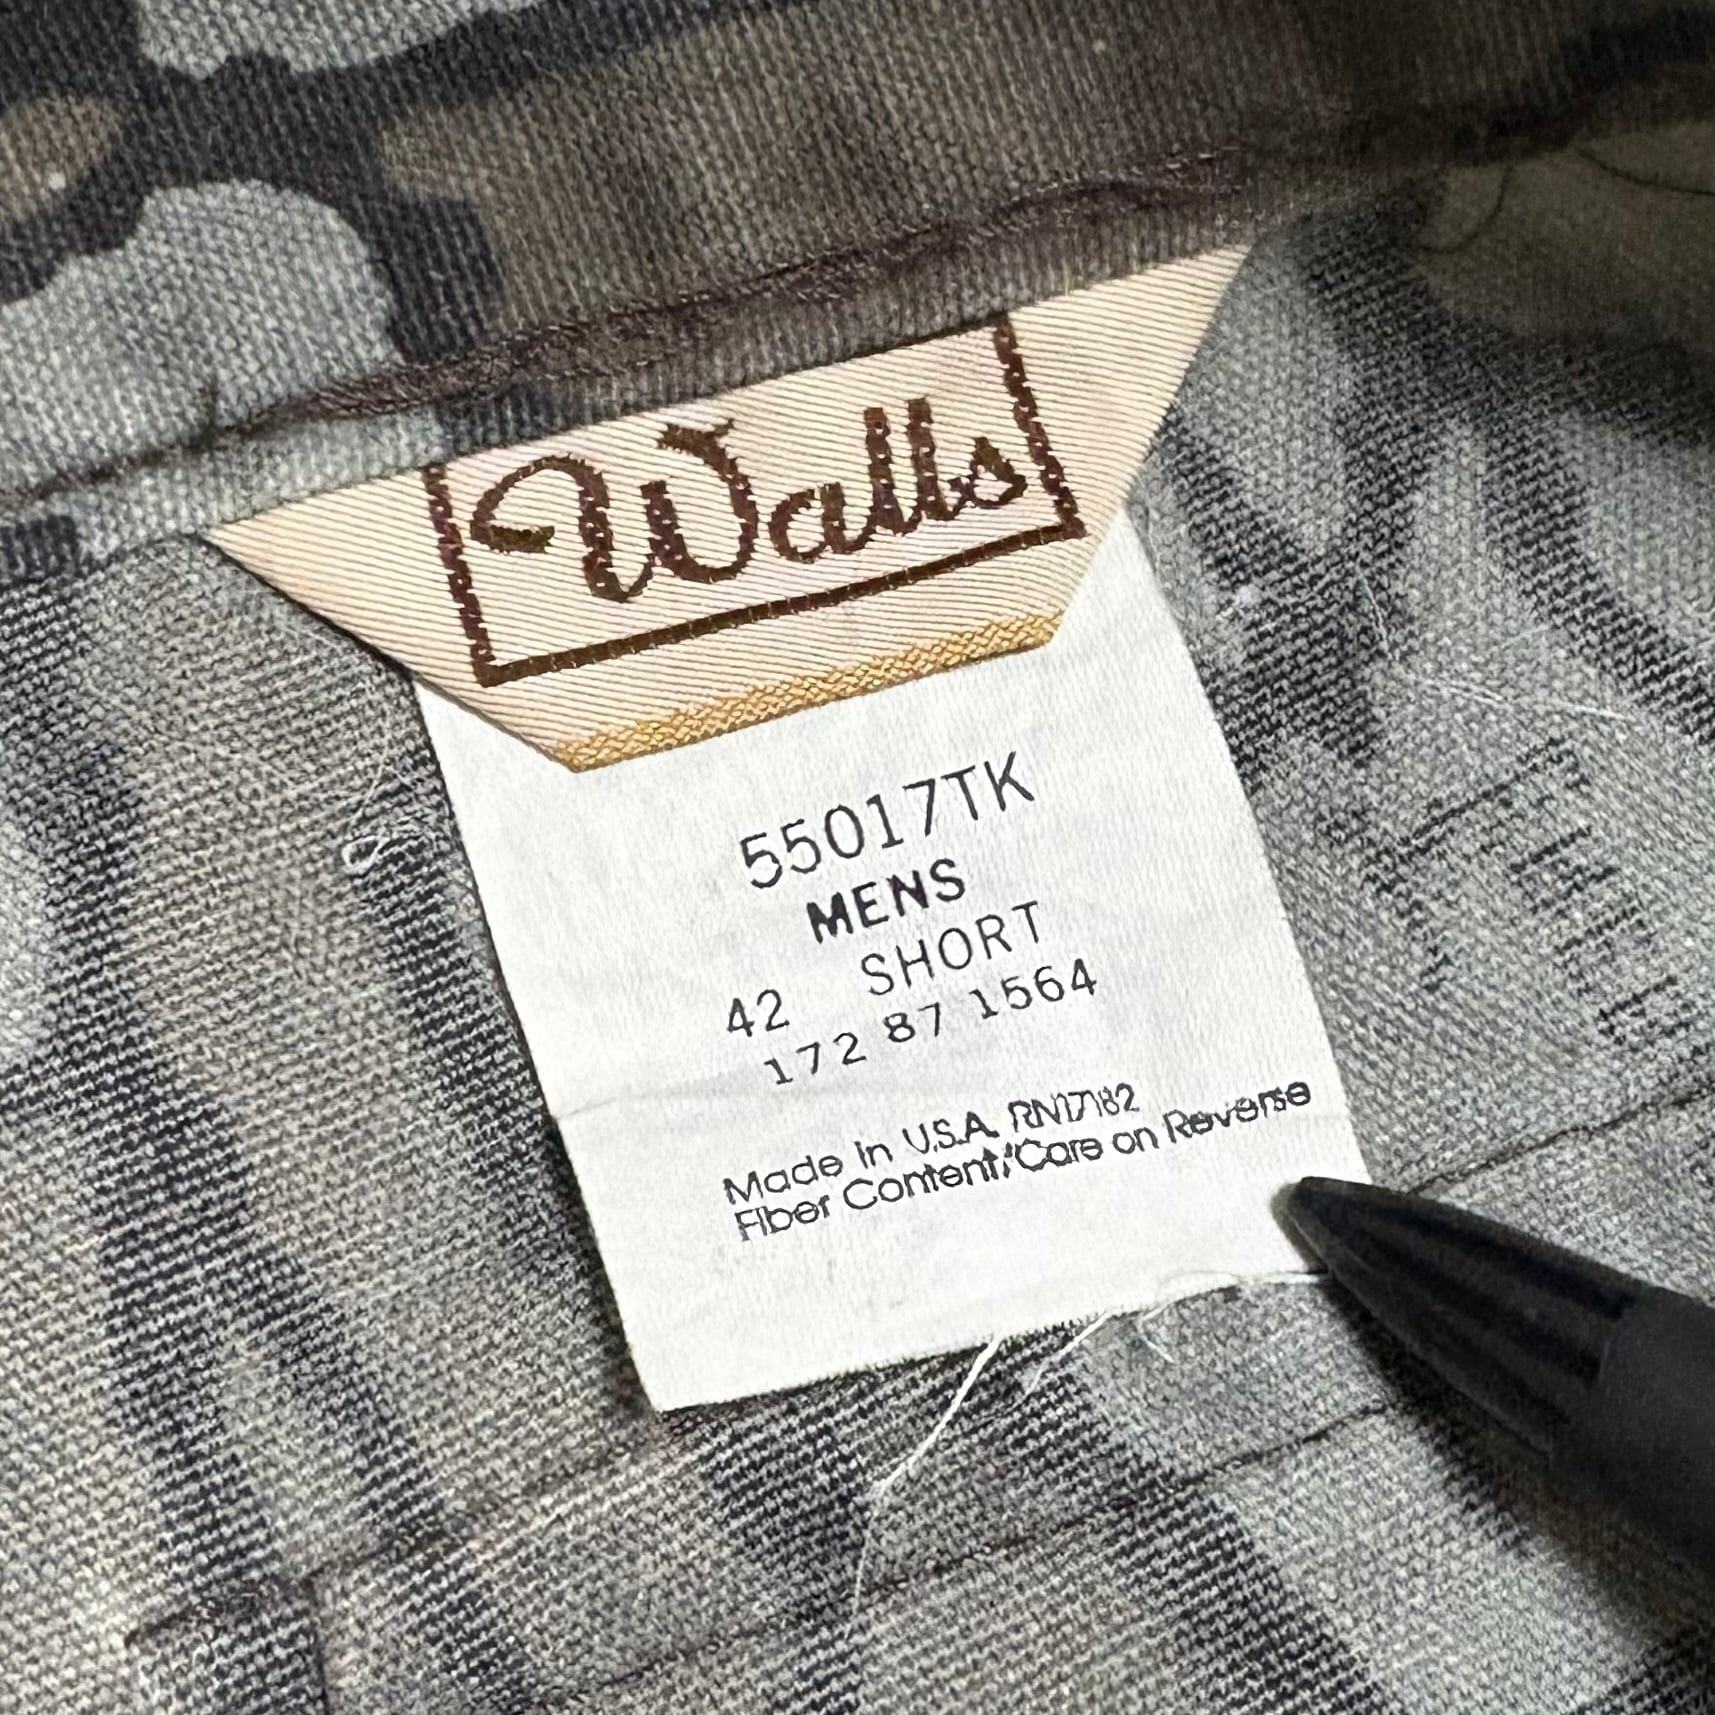 Walls
55017TK
MENS
42 SHORT
172 87 1564
Made in U.S.A. RN17182
Fiber Content/Care on Reverse